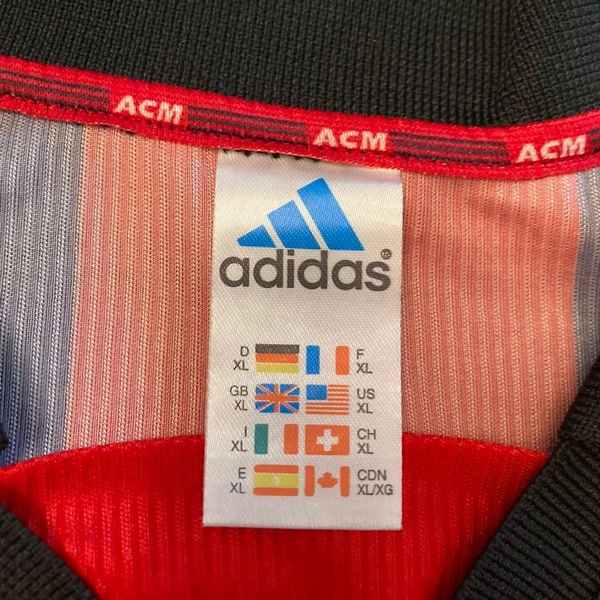 ACM ACM ACM
adidas®
D XL F XL
GB XL US XL
I XL CH XL
E XL CDN XL/XG